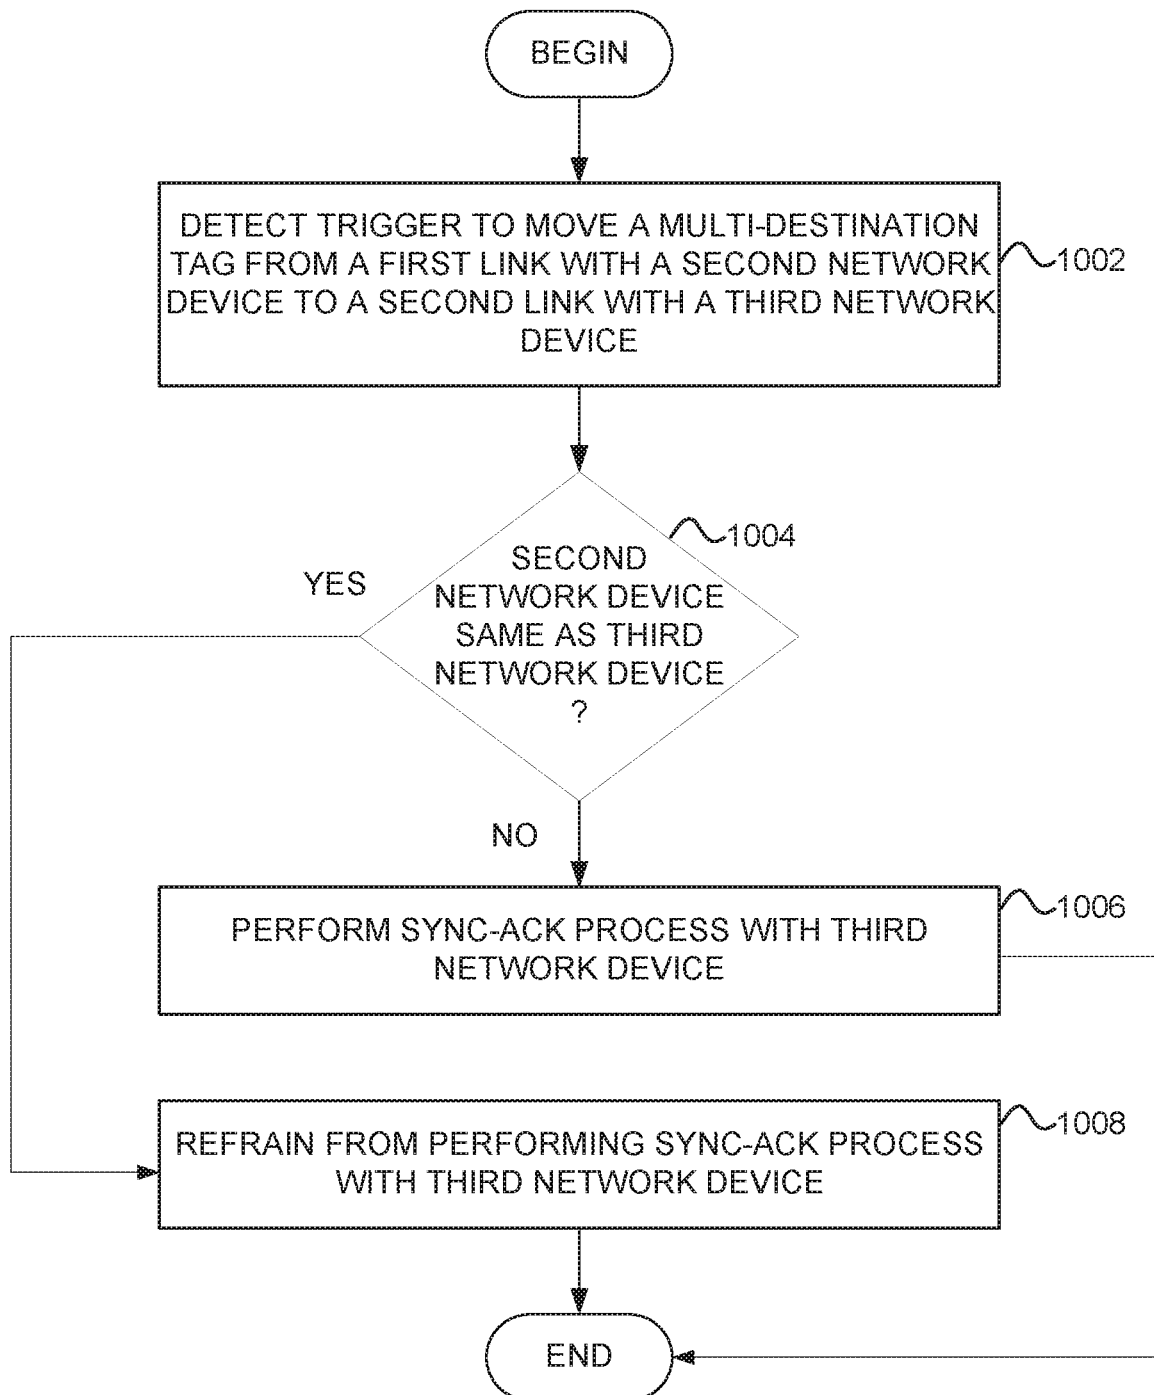 BEGIN
DETECT TRIGGER TO MOVE A MULTI-DESTINATION
TAG FROM A FIRST LINK WITH A SECOND NETWORK
DEVICE TO A SECOND LINK WITH A THIRD NETWORK
DEVICE
1002
1004
SECOND
NETWORK DEVICE
SAME AS THIRD
NETWORK DEVICE
?
YES
NO
PERFORM SYNC-ACK PROCESS WITH THIRD
NETWORK DEVICE
1006
REFRAIN FROM PERFORMING SYNC-ACK PROCESS
WITH THIRD NETWORK DEVICE
1008
END